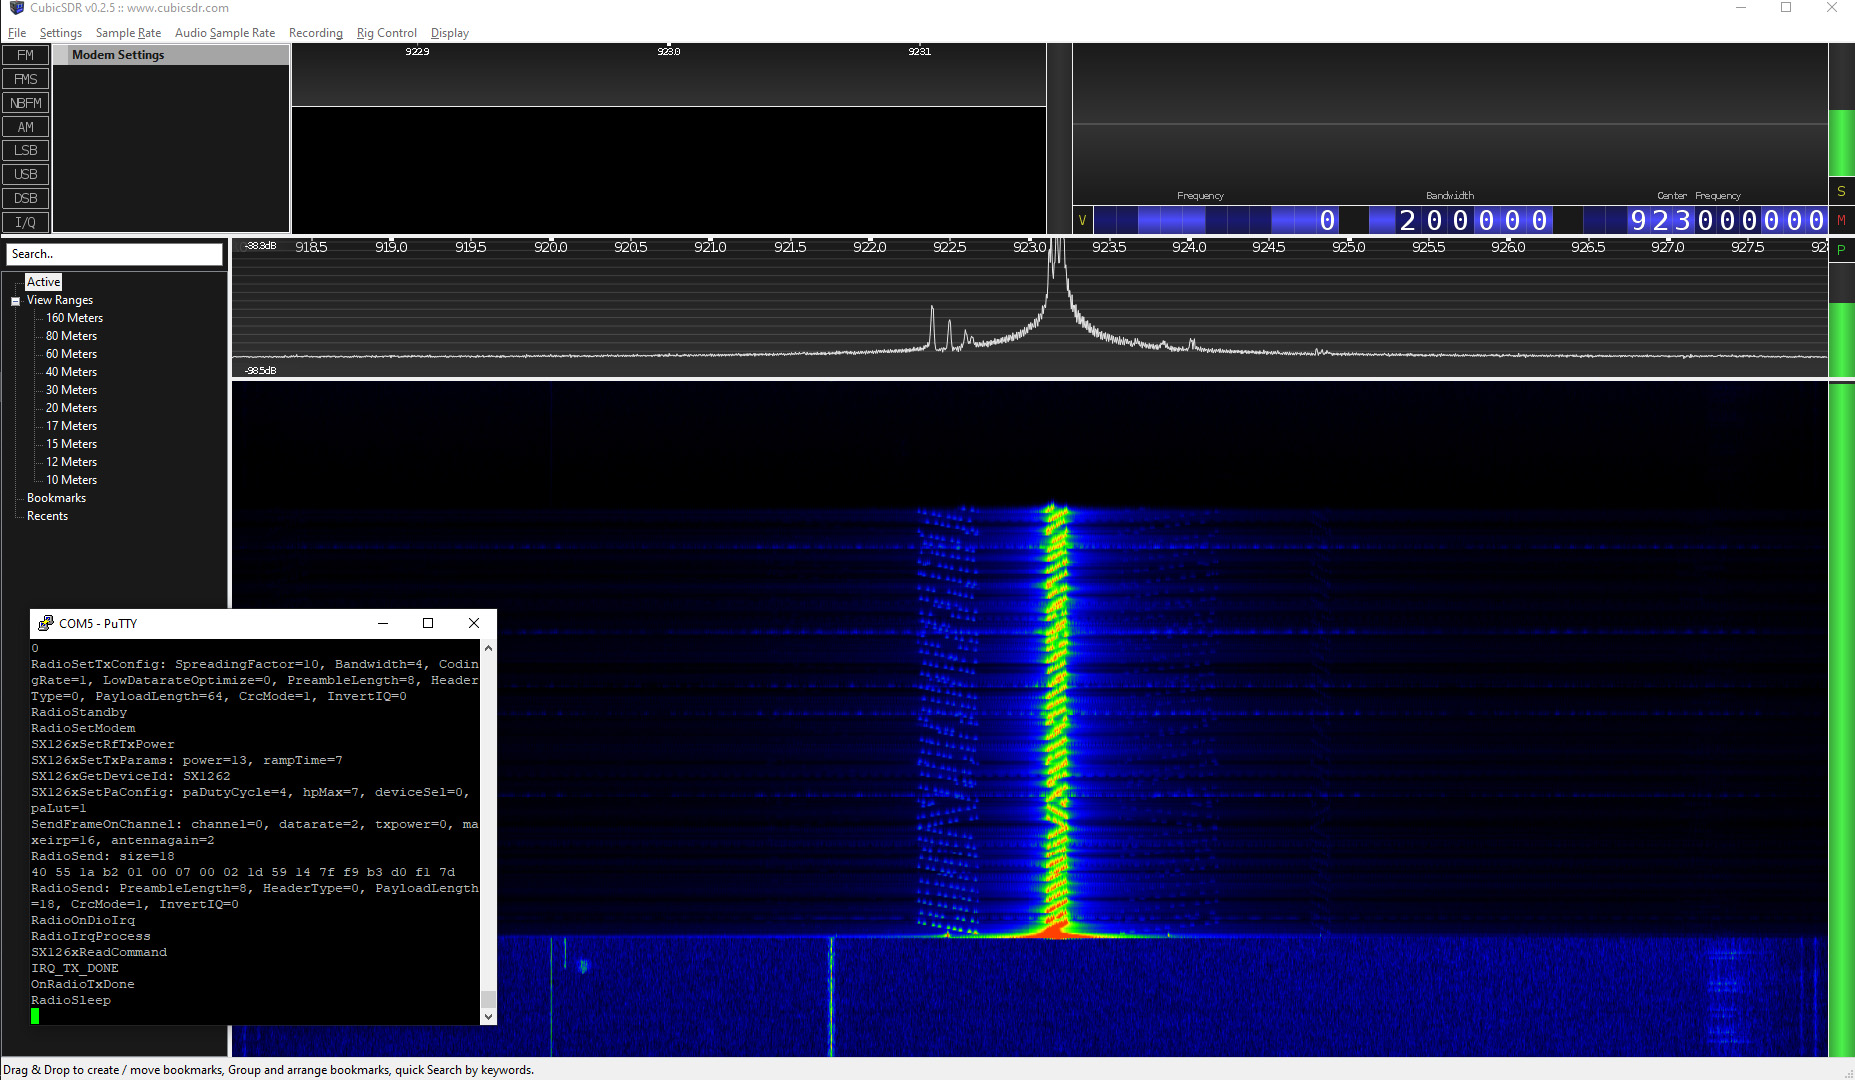 CubicSDR v0.2.5 :: www.cubicsdr.com
File Settings Sample Rate Audio Sample Rate Recording Rig Control Display
FM
FMS
NBFM
AM
LSB
USB
DSB
I/Q
Modem Settings
922.9 923.0 923.1
Frequency Bandwidth Center Frequency
V 0 200000 923000000
S
M
P
Search..
Active
View Ranges
160 Meters
80 Meters
60 Meters
40 Meters
30 Meters
20 Meters
17 Meters
15 Meters
12 Meters
10 Meters
Bookmarks
Recents
-38.3dB 918.5 919.0 919.5 920.0 920.5 921.0 921.5 922.0 922.5 923.0 923.5 924.0 924.5 925.0 925.5 926.0 926.5 927.0 927.5 928
-98.5dB
COM5 - PuTTY
0
RadioSetTxConfig: SpreadingFactor=10, Bandwidth=4, Codin
gRate=1, LowDatarateOptimize=0, PreambleLength=8, Header
Type=0, PayloadLength=64, CrcMode=1, InvertIQ=0
RadioStandby
RadioSetModem
SX126xSetRfTxPower
SX126xSetTxParams: power=13, rampTime=7
SX126xGetDeviceId: SX1262
SX126xSetPaConfig: paDutyCycle=4, hpMax=7, deviceSel=0,
paLut=1
SendFrameOnChannel: channel=0, datarate=2, txpower=0, ma
xeirp=16, antennagain=2
RadioSend: size=18
40 55 1a b2 01 00 07 00 02 1d 59 14 7f f9 b3 d0 f1 7d
RadioSend: PreambleLength=8, HeaderType=0, PayloadLength
=18, CrcMode=1, InvertIQ=0
RadioOnDioIrq
RadioIrqProcess
SX126xReadCommand
IRQ_TX_DONE
OnRadioTxDone
RadioSleep
Drag & Drop to create / move bookmarks, Group and arrange bookmarks, quick Search by keywords.